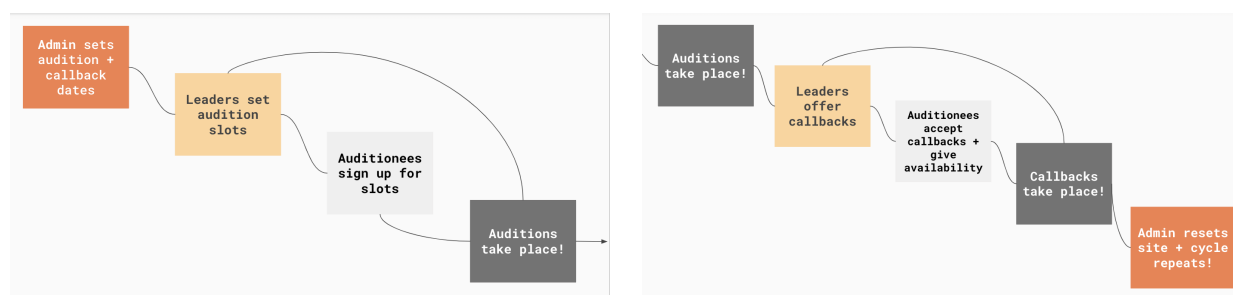 Admin sets
audition +
callback
dates
Leaders set
audition
slots
Auditionees
sign up for
slots
Auditions
take place!
Auditions
take place!
Leaders
offer
callbacks
Auditionees
accept
callbacks +
give
availability
Callbacks
take place!
Admin resets
site + cycle
repeats!